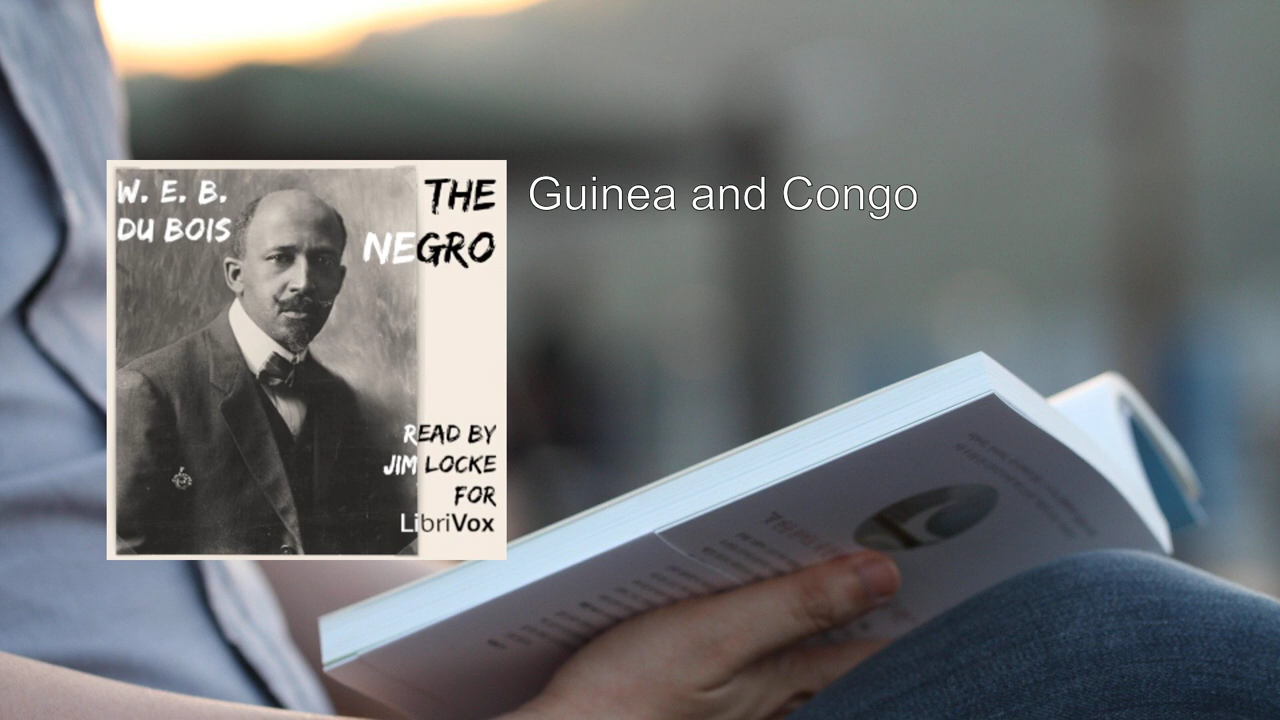 W. E. B.
DU BOIS
THE
NEGRO
READ BY
JIM LOCKE
FOR
LibriVox
Guinea and Congo